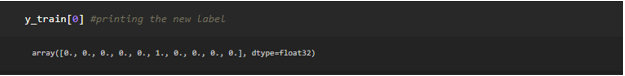 y_train[0] #printing the new label
array([0., 0., 0., 0., 0., 1., 0., 0., 0., 0.], dtype=float32)